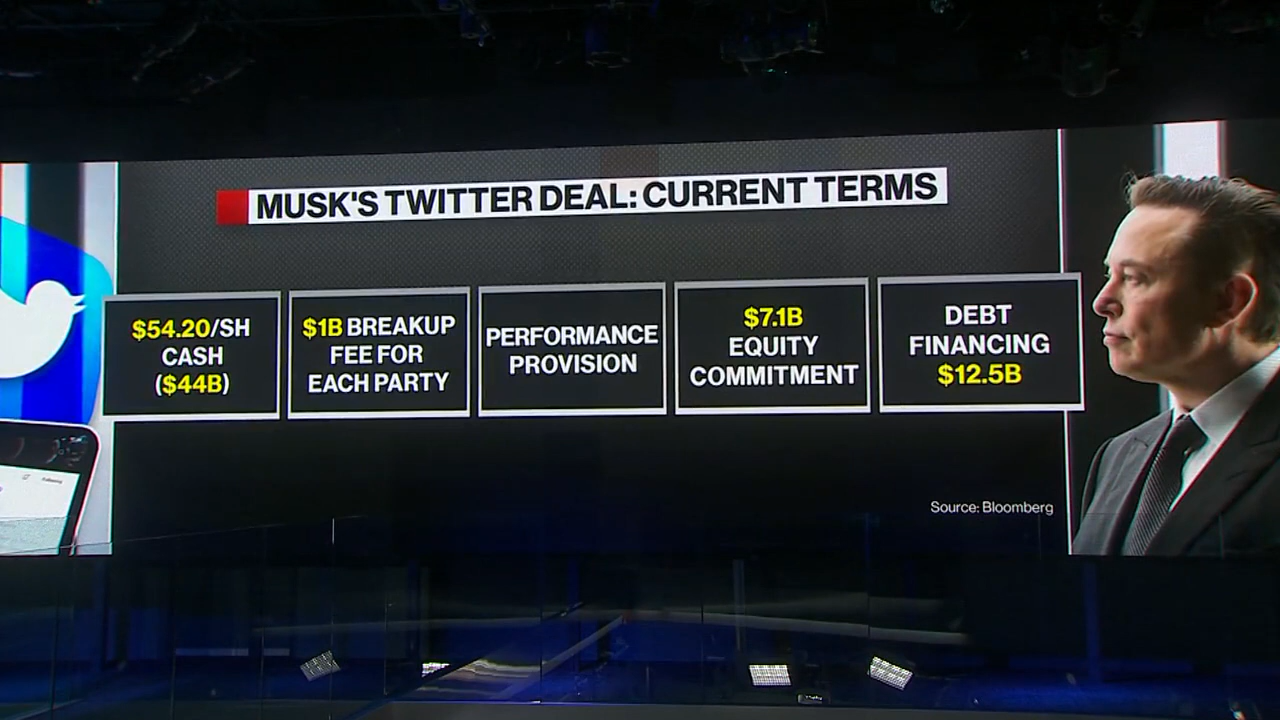 MUSK'S TWITTER DEAL: CURRENT TERMS
$54.20/SH
CASH
($44B)
$1B BREAKUP
FEE FOR
EACH PARTY
PERFORMANCE
PROVISION
$7.1B
EQUITY
COMMITMENT
DEBT
FINANCING
$12.5B
Source: Bloomberg